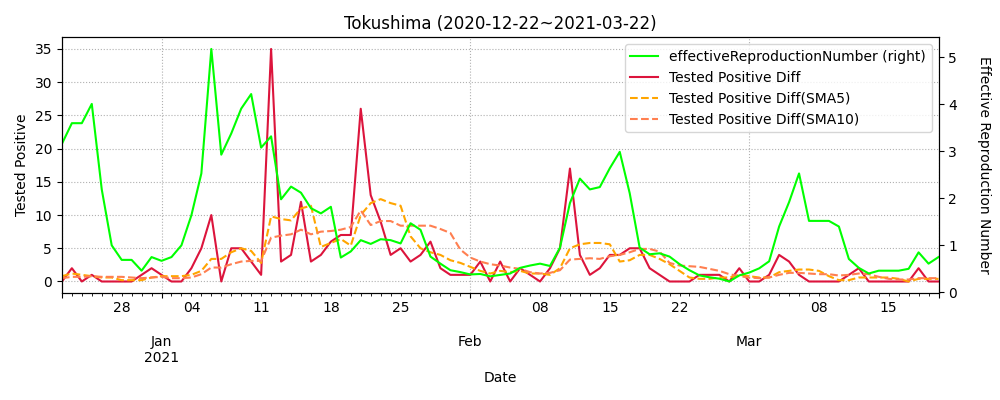 Tokushima (2020-12-22~2021-03-22)
effectiveReproductionNumber (right)
Tested Positive Diff
Tested Positive Diff(SMA5)
Tested Positive Diff(SMA10)
Tested Positive
35
30
25
20
15
10
5
0
Effective Reproduction Number
5
4
3
2
1
0
28 04 11 18 25 08 15 22 08 15
Jan Feb Mar
2021
Date